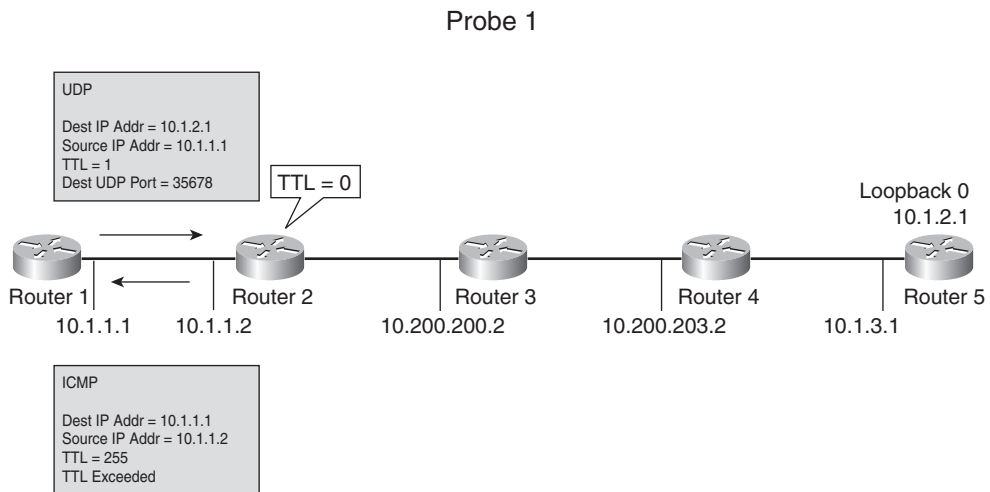 Probe 1
UDP
Dest IP Addr = 10.1.2.1
Source IP Addr = 10.1.1.1
TTL = 1
Dest UDP Port = 35678
TTL = 0
Loopback 0
10.1.2.1
Router 1
Router 2
Router 3
Router 4
Router 5
10.1.1.1
10.1.1.2
10.200.200.2
10.200.203.2
10.1.3.1
ICMP
Dest IP Addr = 10.1.1.1
Source IP Addr = 10.1.1.2
TTL = 255
TTL Exceeded